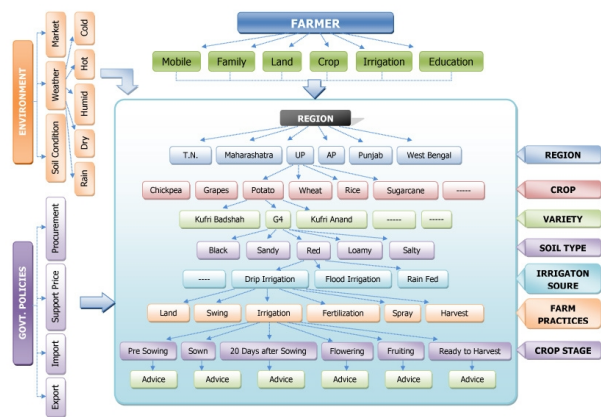 FARMER
Mobile
Family
Land
Crop
Irrigation
Education
ENVIRONMENT
Market
Weather
Soil Condition
Cold
Hot
Humid
Dry
Rain
GOVT. POLICIES
Procurement
Support Price
Import
Export
REGION
T.N.
Maharashatra
UP
AP
Punjab
West Bengal
REGION
Chickpea
Grapes
Potato
Wheat
Rice
Sugarcane
-----
CROP
Kufri Badshah
G4
Kufri Anand
-----
-----
VARIETY
Black
Sandy
Red
Loamy
Salty
SOIL TYPE
----
Drip Irrigation
Flood Irrigation
Rain Fed
IRRIGATON
SOURE
Land
Swing
Irrigation
Fertilization
Spray
Harvest
FARM
PRACTICES
Pre Sowing
Sown
20 Days after Sowing
Flowering
Fruiting
Ready to Harvest
CROP STAGE
Advice
Advice
Advice
Advice
Advice
Advice